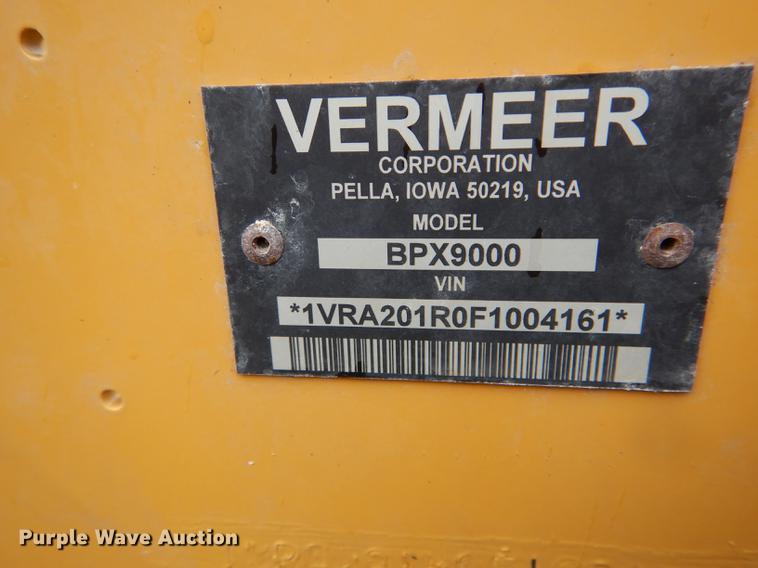 VERMEER
CORPORATION
PELLA, IOWA 50219, USA
MODEL
BPX9000
VIN
*1VRA201R0F1004161*
Purple Wave Auction